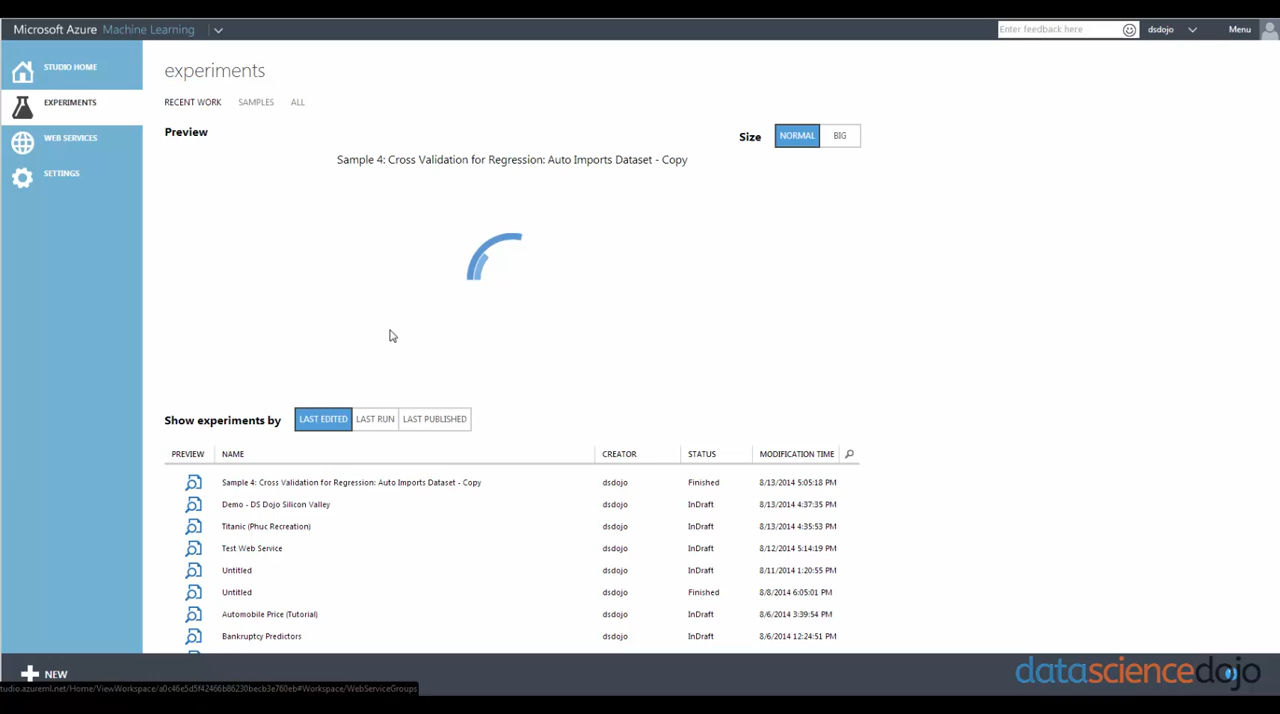 Microsoft Azure Machine Learning
Enter feedback here
dsdojo
Menu
STUDIO HOME
EXPERIMENTS
WEB SERVICES
SETTINGS
experiments
RECENT WORK SAMPLES ALL
Preview
Size NORMAL BIG
Sample 4: Cross Validation for Regression: Auto Imports Dataset - Copy
Show experiments by LAST EDITED LAST RUN LAST PUBLISHED
PREVIEW NAME CREATOR STATUS MODIFICATION TIME
Sample 4: Cross Validation for Regression: Auto Imports Dataset - Copy dsdojo Finished 8/13/2014 5:05:18 PM
Demo - DS Dojo Silicon Valley dsdojo InDraft 8/13/2014 4:37:35 PM
Titanic (Phuc Recreation) dsdojo InDraft 8/13/2014 4:35:53 PM
Test Web Service dsdojo InDraft 8/12/2014 5:14:19 PM
Untitled dsdojo InDraft 8/11/2014 1:20:55 PM
Untitled dsdojo Finished 8/8/2014 6:05:01 PM
Automobile Price (Tutorial) dsdojo InDraft 8/6/2014 3:39:54 PM
Bankruptcy Predictors dsdojo InDraft 8/6/2014 12:24:51 PM
NEW
datasciencedojo